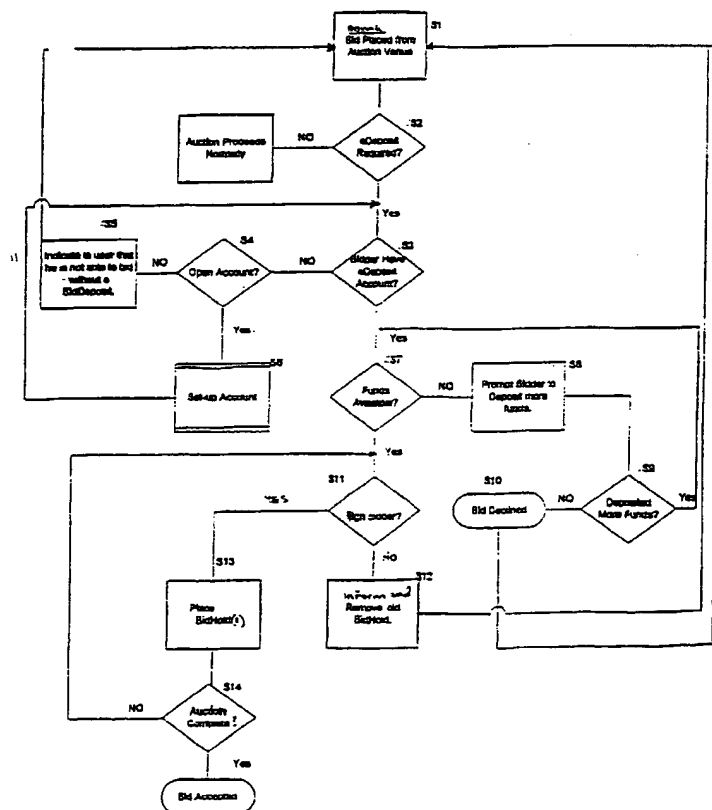 S1
Bid Placed from
Auction Venue
S2
eDeposit
Required?
NO
Auction Proceeds
Normally
Yes
S3
Bidder Have
eDeposit
Account?
NO
S4
Open Account?
NO
S5
Indicate to user that
he is not able to bid
without a
BidDeposit.
Yes
S6
Set-up Account
Yes
S7
Funds
NO
S8
Prompt Bidder to
Deposit more
funds.
S9
Deposited
More Funds?
Yes
NO
S10
Bid Declined
Yes
S11
bidder?
YES
NO
S12
Remove old
BidHold.
S13
Place
BidHold(s)
S14
Auction
Complete?
NO
Yes
Bid Accepted